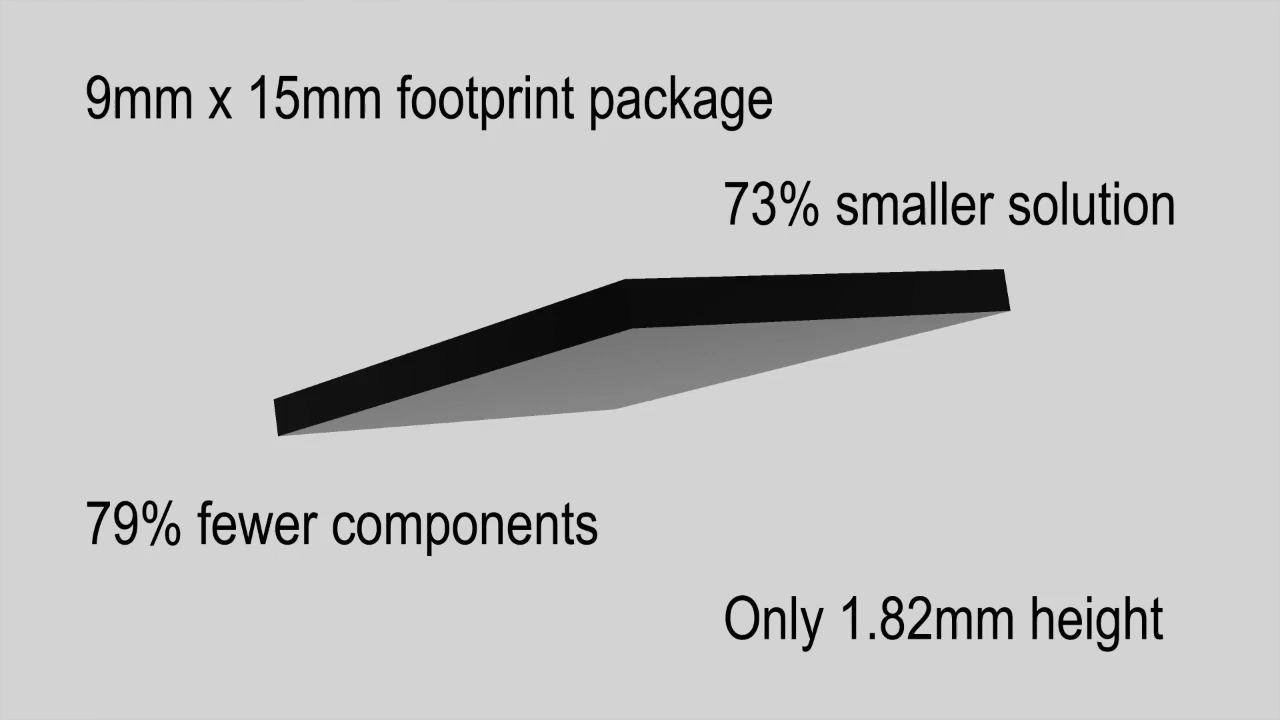 9mm x 15mm footprint package
73% smaller solution
79% fewer components
Only 1.82mm height